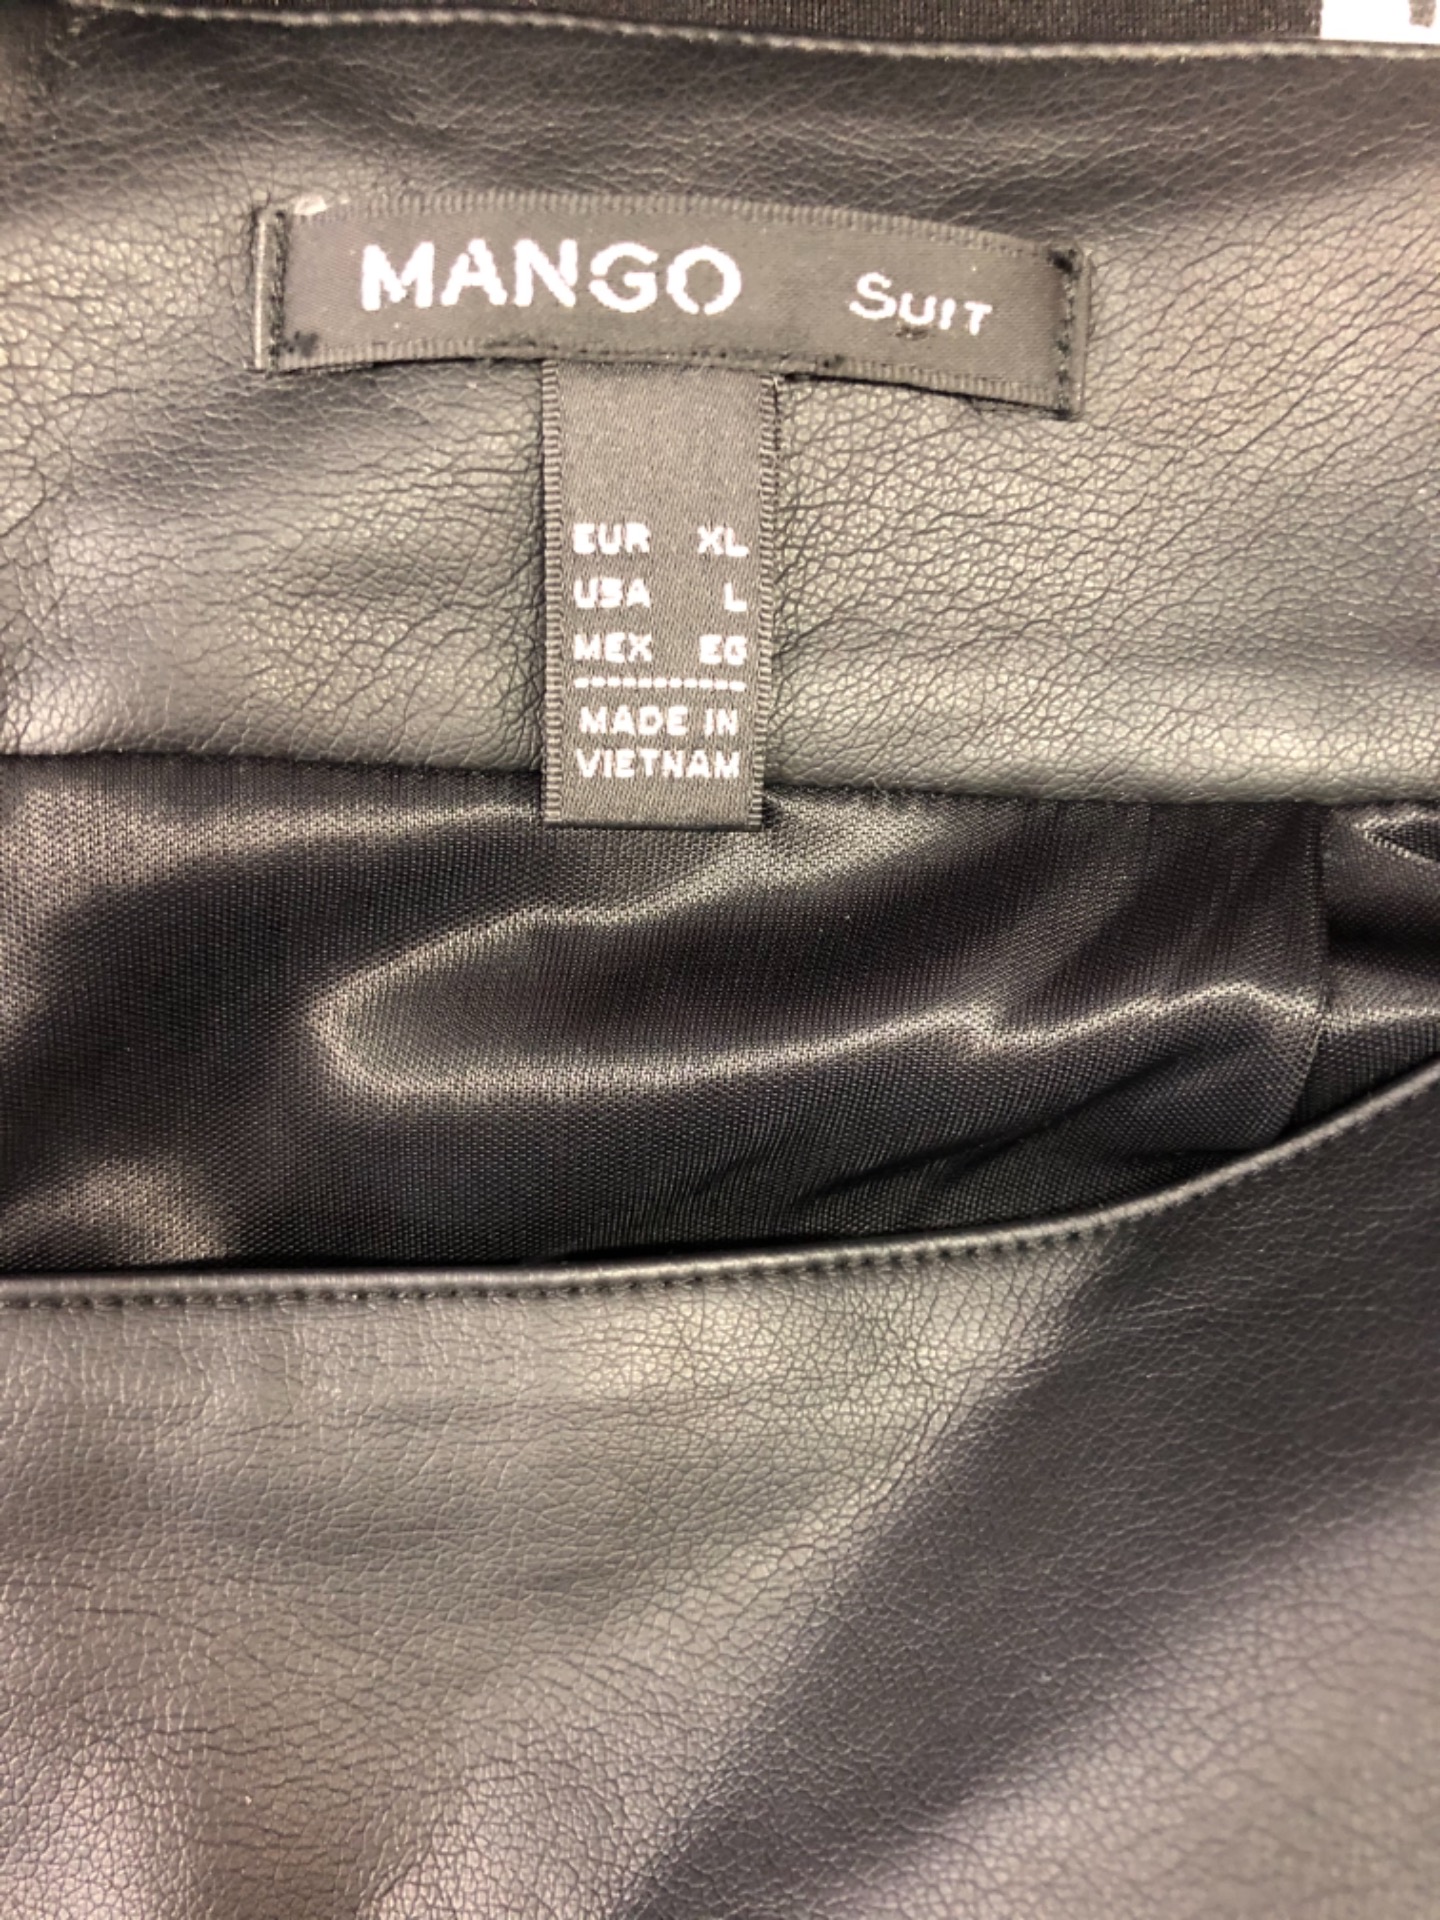 MANGO SUIT
EUR XL
USA L
MEX EG
MADE IN
VIETNAM